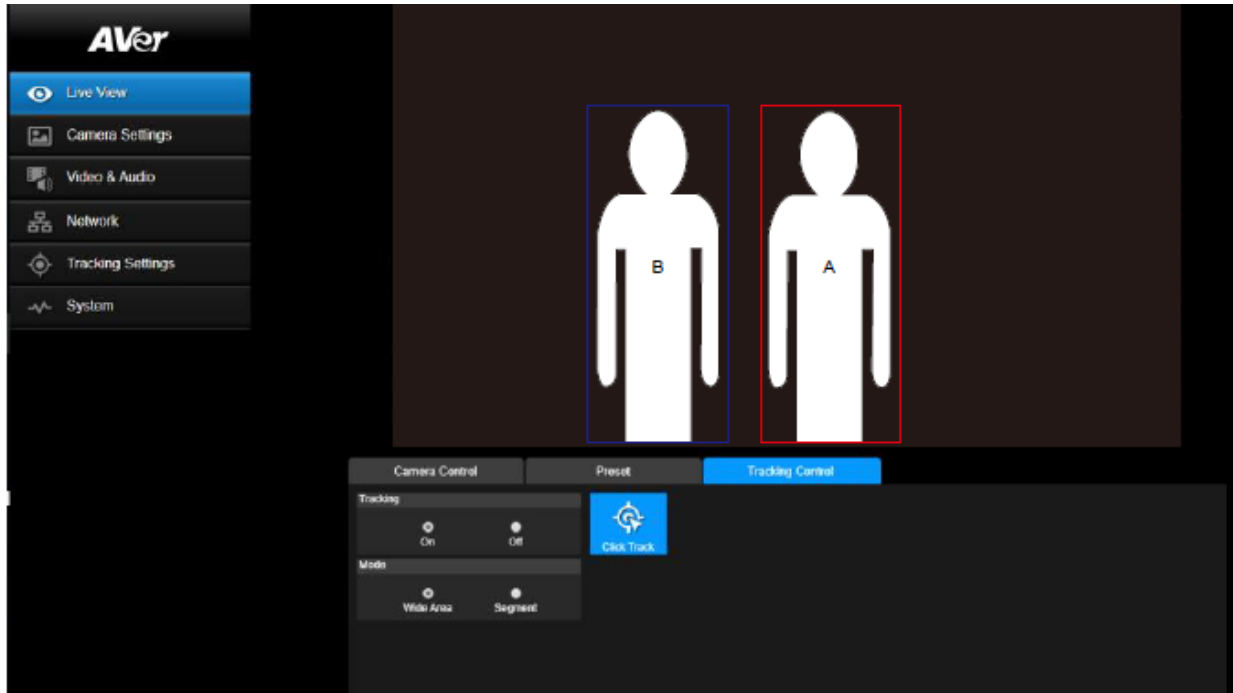 AVer
Live View
Camera Settings
Video & Audio
Network
Tracking Settings
System
B A
Camera Control Preset Tracking Control
Tracking
On Off
Click Track
Mode
Wide Area Segment